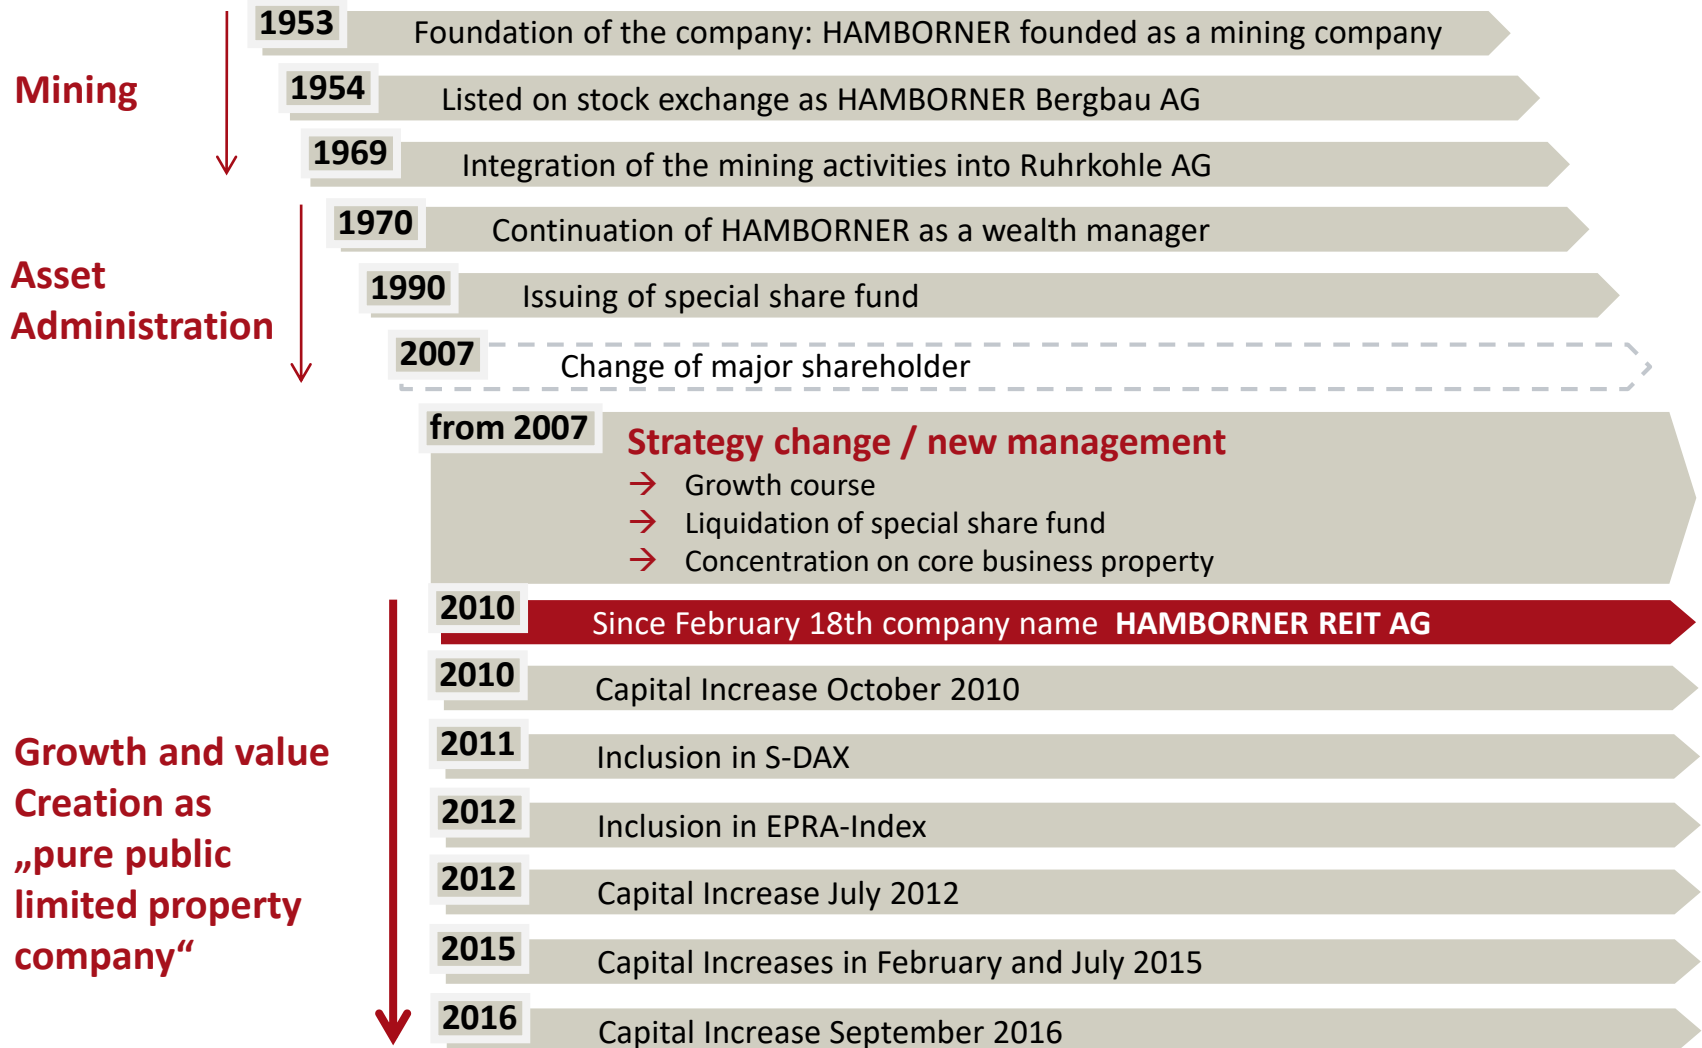 1953
Foundation of the company: HAMBORNER founded as a mining company
Mining
1954
Listed on stock exchange as HAMBORNER Bergbau AG
1969
Integration of the mining activities into Ruhrkohle AG
1970
Continuation of HAMBORNER as a wealth manager
Asset
Administration
1990
Issuing of special share fund
2007
Change of major shareholder
from 2007
Strategy change / new management
→ Growth course
→ Liquidation of special share fund
→ Concentration on core business property
2010
Since February 18th company name HAMBORNER REIT AG
2010
Capital Increase October 2010
Growth and value
Creation as
„pure public
limited property
company“
2011
Inclusion in S-DAX
2012
Inclusion in EPRA-Index
2012
Capital Increase July 2012
2015
Capital Increases in February and July 2015
2016
Capital Increase September 2016